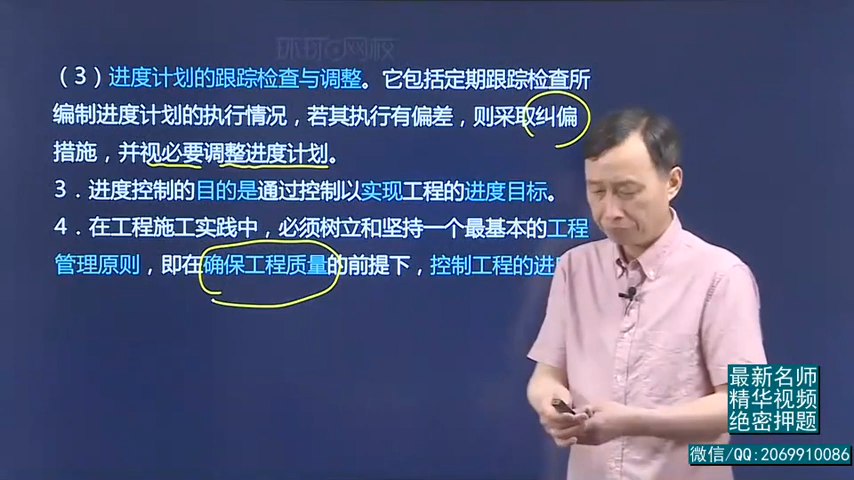 环球网校
（3）进度计划的跟踪检查与调整。它包括定期跟踪检查所
编制进度计划的执行情况，若其执行有偏差，则采取纠偏
措施，并视必要调整进度计划。
3．进度控制的目的是通过控制以实现工程的进度目标。
4．在工程施工实践中，必须树立和坚持一个最基本的工程
管理原则，即在确保工程质量的前提下，控制工程的进
最新名师
精华视频
绝密押题
微信/QQ:2069910086